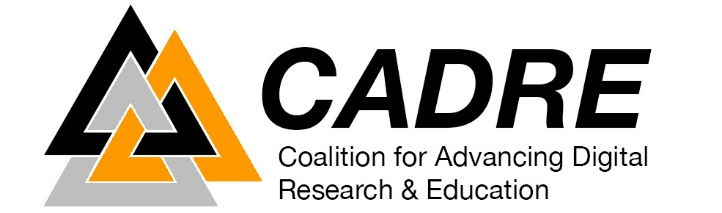 CADRE
Coalition for Advancing Digital
Research & Education